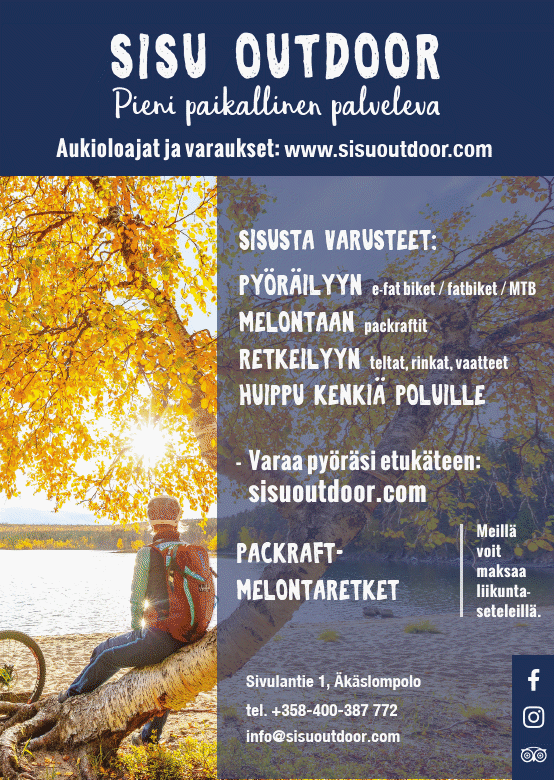 SISU OUTDOOR
Pieni paikallinen palveleva
Aukioloajat ja varaukset: www.sisuoutdoor.com
SISUSTA VARUSTEET:
PYÖRÄILYYN e-fat biket / fatbiket / MTB
MELONTAAN packraftit
RETKEILYYN teltat, rinkat, vaatteet
HUIPPU KENKIÄ POLUILLE
- Varaa pyöräsi etukäteen:
sisuoutdoor.com
PACKRAFT-
MELONTARETKET
Meillä
voit
maksaa
liikunta-
seteleillä.
Sivulantie 1, Äkäslompolo
tel. +358-400-387 772
info@sisuoutdoor.com